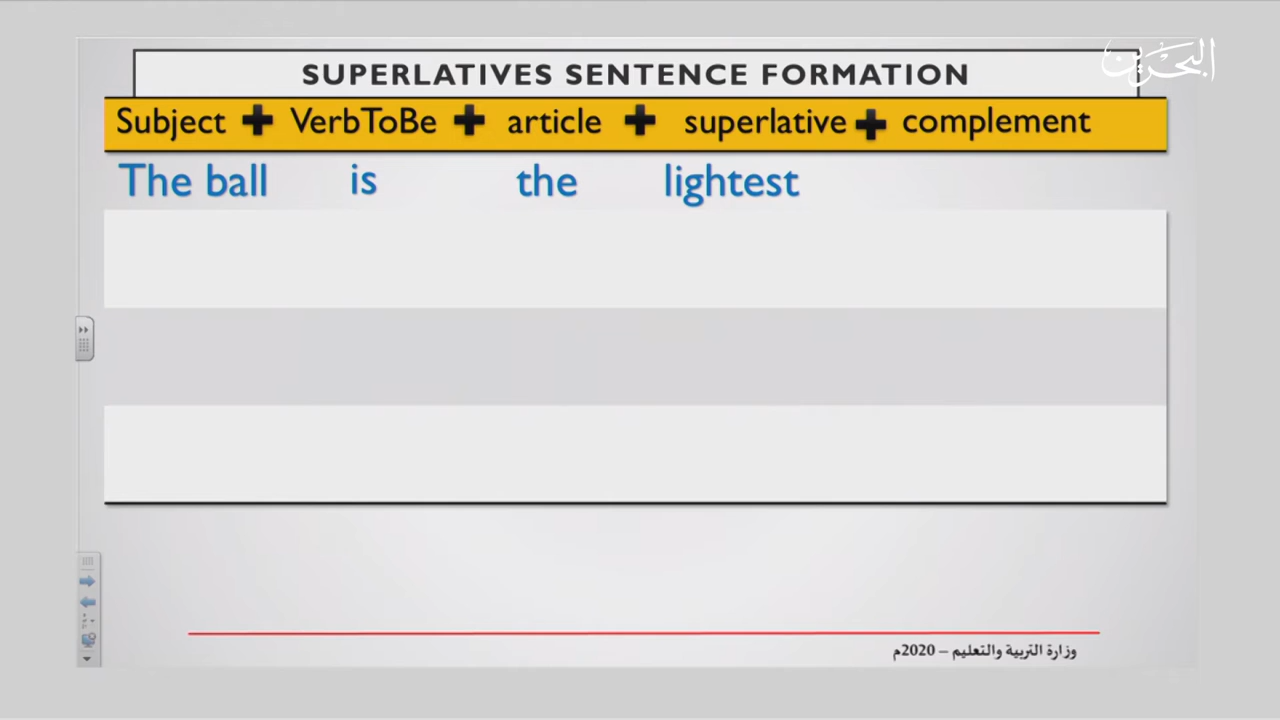 البحرين
SUPERLATIVES SENTENCE FORMATION
Subject + VerbToBe + article + superlative + complement
The ball is the lightest
وزارة التربية والتعليم – 2020م